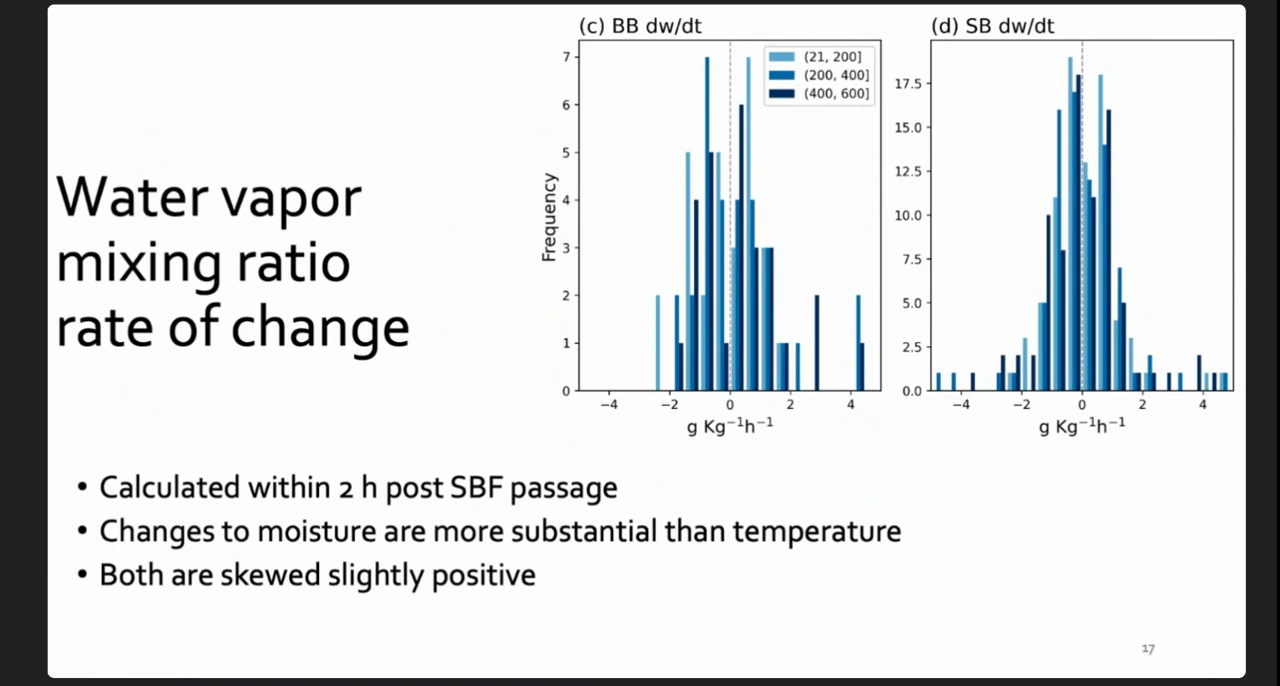 Water vapor
mixing ratio
rate of change
(c) BB dw/dt
(21, 200]
(200, 400]
(400, 600]
Frequency
7
6
5
4
3
2
1
0
−4 −2 0 2 4
g Kg⁻¹h⁻¹
(d) SB dw/dt
17.5
15.0
12.5
10.0
7.5
5.0
2.5
0.0
−4 −2 0 2 4
g Kg⁻¹h⁻¹
• Calculated within 2 h post SBF passage
• Changes to moisture are more substantial than temperature
• Both are skewed slightly positive
17